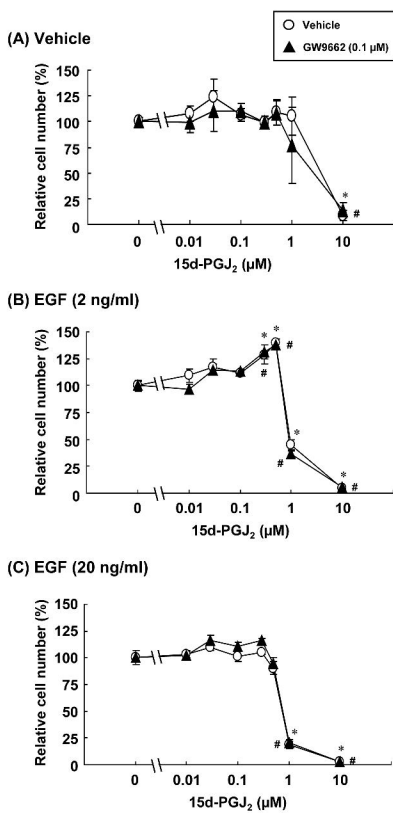 Vehicle
GW9662 (0.1 µM)
(A) Vehicle
Relative cell number (%)
150
125
100
75
50
25
0
*
#
0 0.01 0.1 1 10
15d-PGJ₂ (µM)
(B) EGF (2 ng/ml)
Relative cell number (%)
150
125
100
75
50
25
0
* *
#
#
*
#
*
#
0 0.01 0.1 1 10
15d-PGJ₂ (µM)
(C) EGF (20 ng/ml)
Relative cell number (%)
150
125
100
75
50
25
0
# *
*
#
0 0.01 0.1 1 10
15d-PGJ₂ (µM)